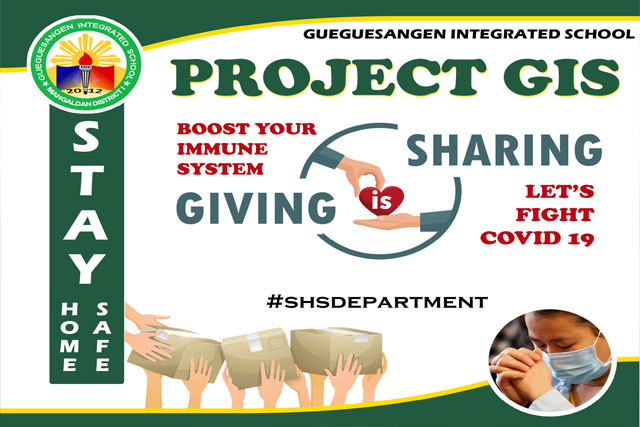 GUEGUESANGEN INTEGRATED SCHOOL
GUEGUESANGEN INTEGRATED SCHOOL
2012
MANGALDAN DISTRICT I
PROJECT GIS
STAY
HOME
SAFE
BOOST YOUR
IMMUNE
SYSTEM
SHARING
GIVING
is
LET'S
FIGHT
COVID 19
#SHSDEPARTMENT